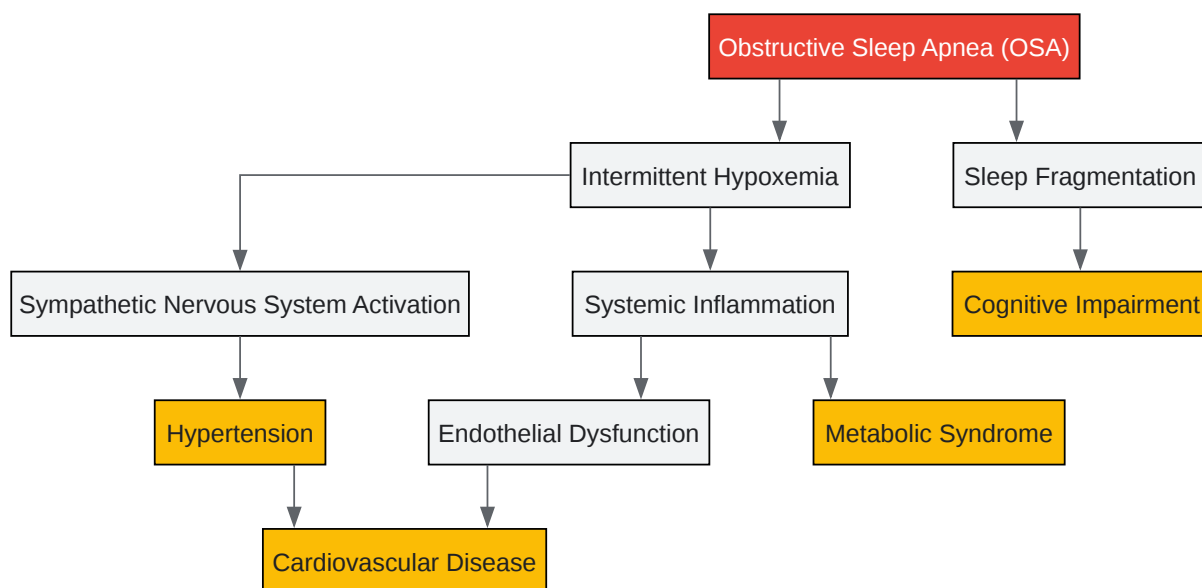 Obstructive Sleep Apnea (OSA)
Intermittent Hypoxemia
Sleep Fragmentation
Sympathetic Nervous System Activation
Systemic Inflammation
Cognitive Impairment
Hypertension
Endothelial Dysfunction
Metabolic Syndrome
Cardiovascular Disease